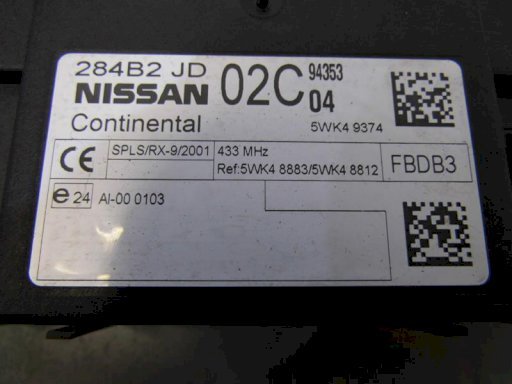 284B2 JD 02C 94353
NISSAN 04
Continental 5WK4 9374
CE SPLS/RX-9/2001 433 MHz FBDB3
Ref:5WK4 8883/5WK4 8812
e24 AI-00 0103